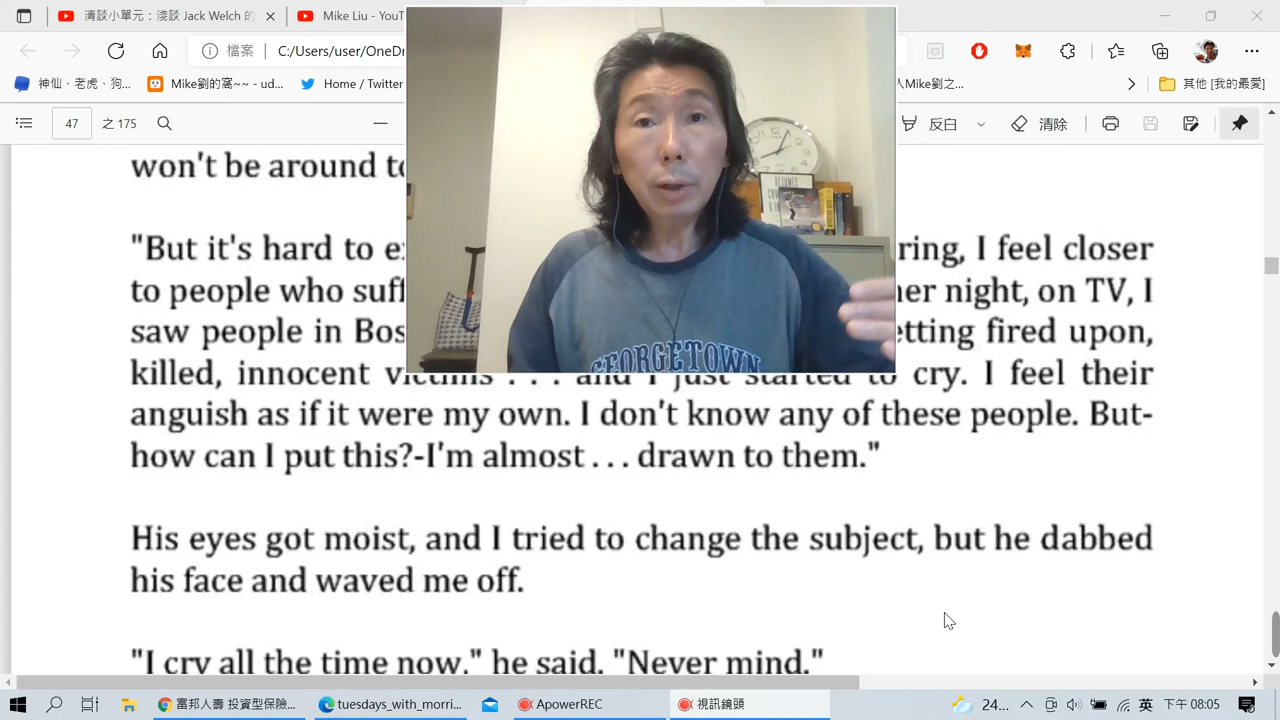 清談小單元 : 淺談 Jack Welch 的
Mike Liu - YouT
檔案
C:/Users/user/OneDr
神仙、老虎、狗...
Mike劉的窩~~ - ud...
Home / Twitter
人Mike劉之...
其他 [我的最愛]
47
之 175
反白
清除
won't be around to
"But it's hard to e
ring, I feel closer
to people who suff
her night, on TV, I
saw people in Bos
etting fired upon,
killed, innocent victims . . . and I just started to cry. I feel their
anguish as if it were my own. I don't know any of these people. But-
how can I put this?-I'm almost . . . drawn to them."
His eyes got moist, and I tried to change the subject, but he dabbed
his face and waved me off.
"I cry all the time now," he said. "Never mind."
RÉSUMÉS
GEORGETOWN
富邦人壽 投資型保險...
tuesdays_with_morri...
ApowerREC
視訊鏡頭
24...
英
下午 08:05